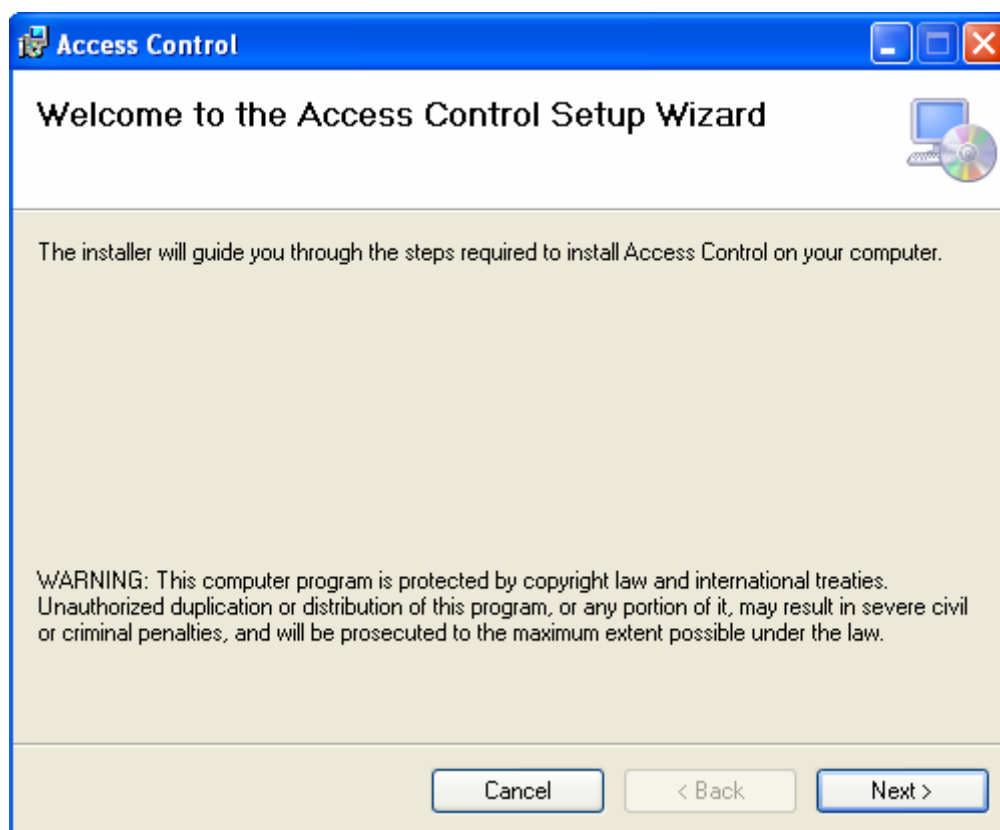 Access Control
Welcome to the Access Control Setup Wizard
The installer will guide you through the steps required to install Access Control on your computer.
WARNING: This computer program is protected by copyright law and international treaties.
Unauthorized duplication or distribution of this program, or any portion of it, may result in severe civil
or criminal penalties, and will be prosecuted to the maximum extent possible under the law.
Cancel < Back Next >